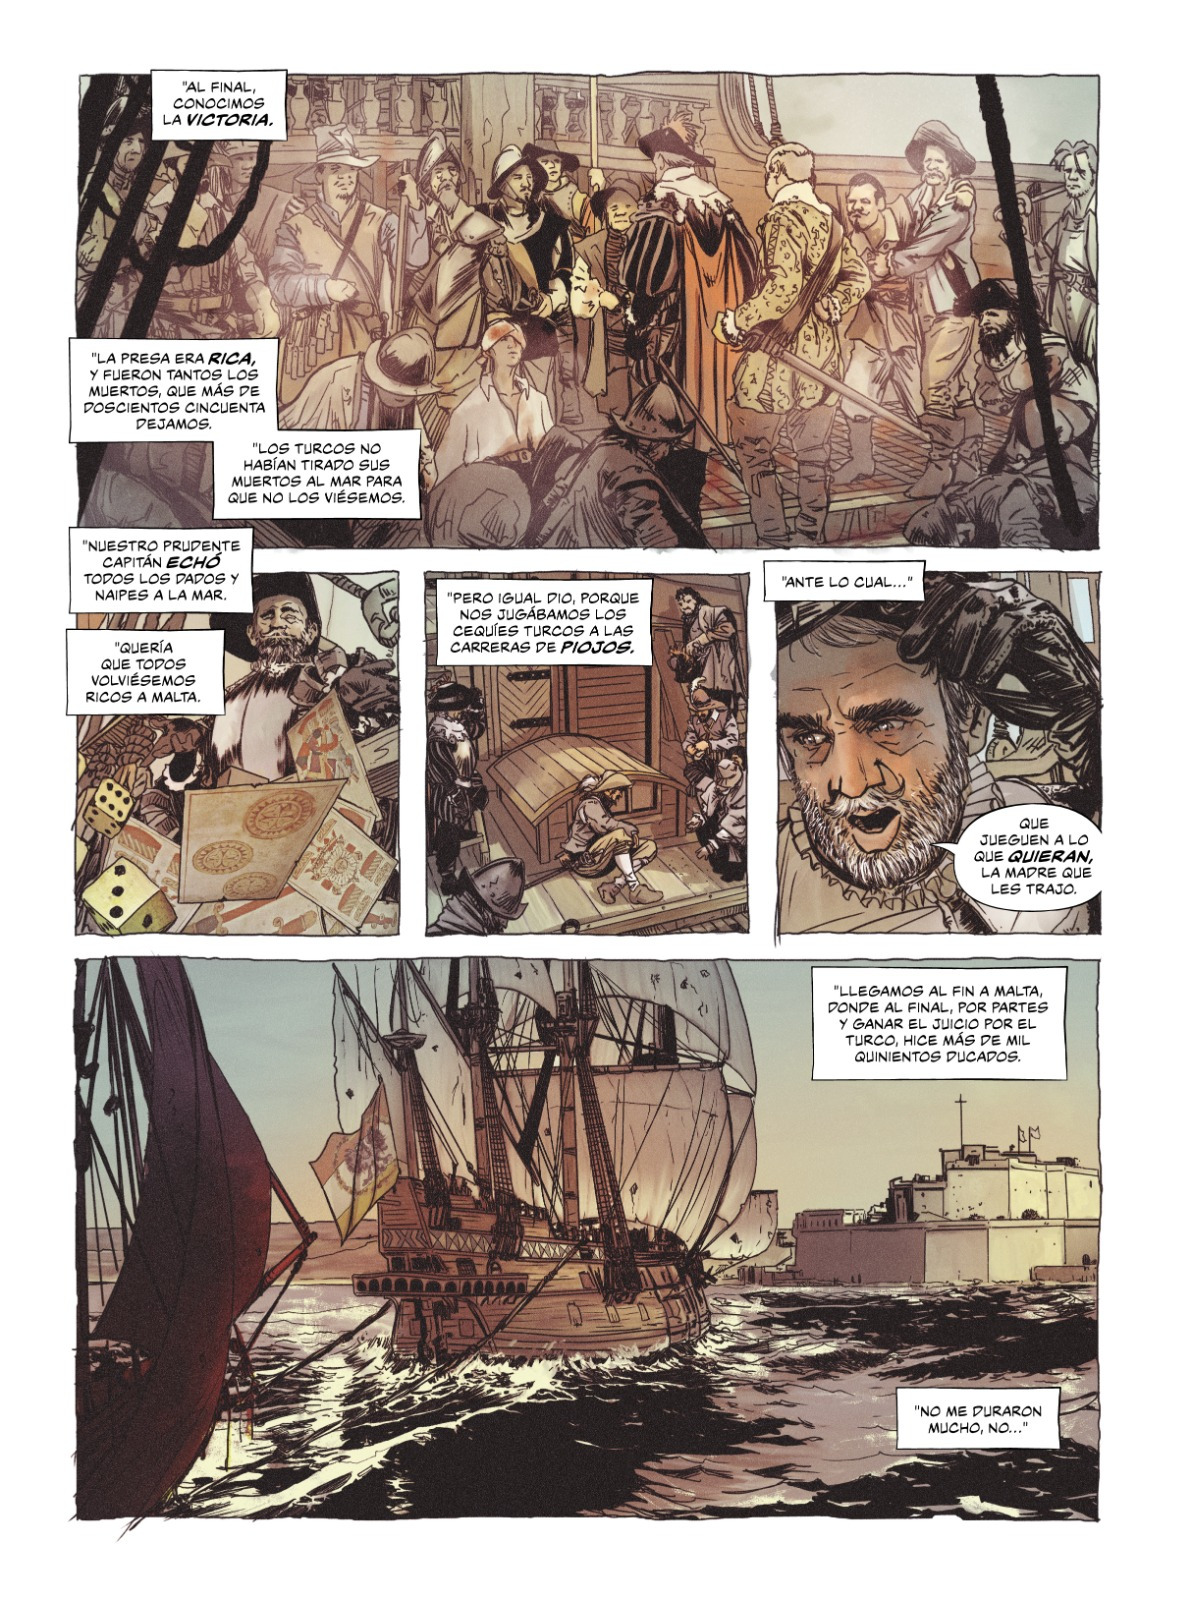 "AL FINAL,
CONOCIMOS
LA VICTORIA.
"LA PRESA ERA RICA,
Y FUERON TANTOS LOS
MUERTOS, QUE MÁS DE
DOSCIENTOS CINCUENTA
DEJAMOS.
"LOS TURCOS NO
HABÍAN TIRADO SUS
MUERTOS AL MAR PARA
QUE NO LOS VIÉSEMOS.
"NUESTRO PRUDENTE
CAPITÁN ECHÓ
TODOS LOS DADOS Y
NAIPES A LA MAR.
"QUERÍA
QUE TODOS
VOLVIÉSEMOS
RICOS A MALTA.
"PERO IGUAL DIO, PORQUE
NOS JUGÁBAMOS LOS
CEQUÍES TURCOS A LAS
CARRERAS DE PIOJOS.
"ANTE LO CUAL..."
QUE
JUEGUEN A LO
QUE QUIERAN,
LA MADRE QUE
LES TRAJO.
"LLEGAMOS AL FIN A MALTA,
DONDE AL FINAL, POR PARTES
Y GANAR EL JUICIO POR EL
TURCO, HICE MÁS DE MIL
QUINIENTOS DUCADOS.
"NO ME DURARON
MUCHO, NO..."